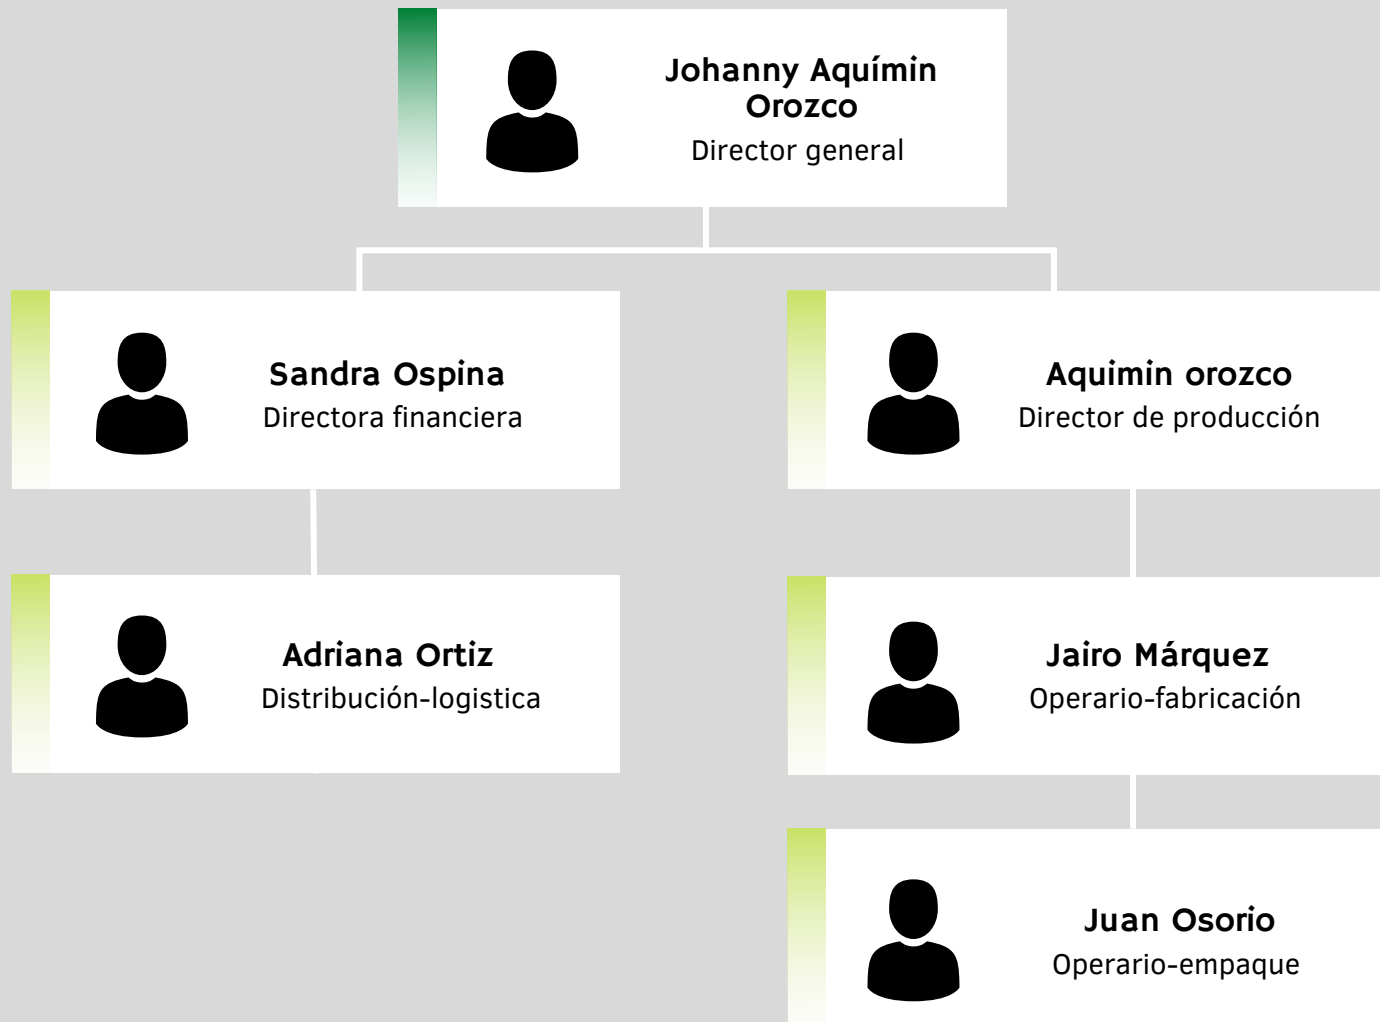 Johanny Aquímin
Orozco
Director general
Sandra Ospina
Directora financiera
Aquimin orozco
Director de producción
Adriana Ortiz
Distribución-logistica
Jairo Márquez
Operario-fabricación
Juan Osorio
Operario-empaque